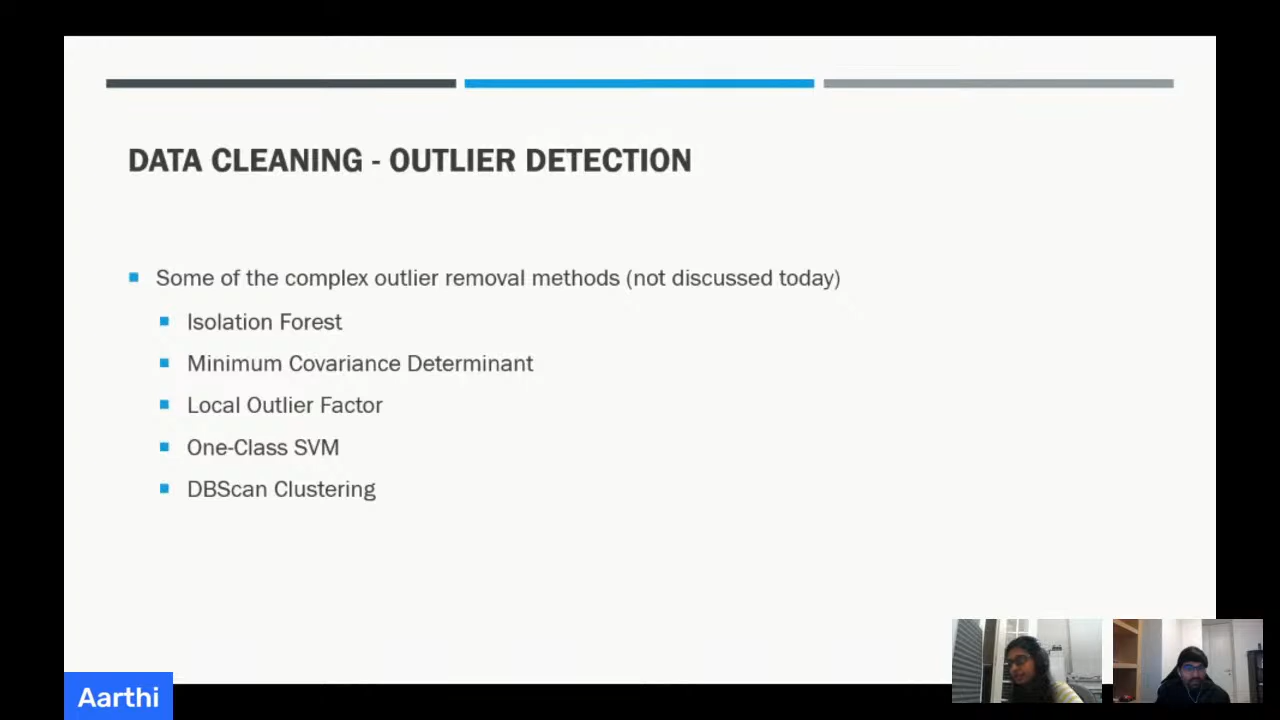 DATA CLEANING - OUTLIER DETECTION
Some of the complex outlier removal methods (not discussed today)
Isolation Forest
Minimum Covariance Determinant
Local Outlier Factor
One-Class SVM
DBScan Clustering
Aarthi